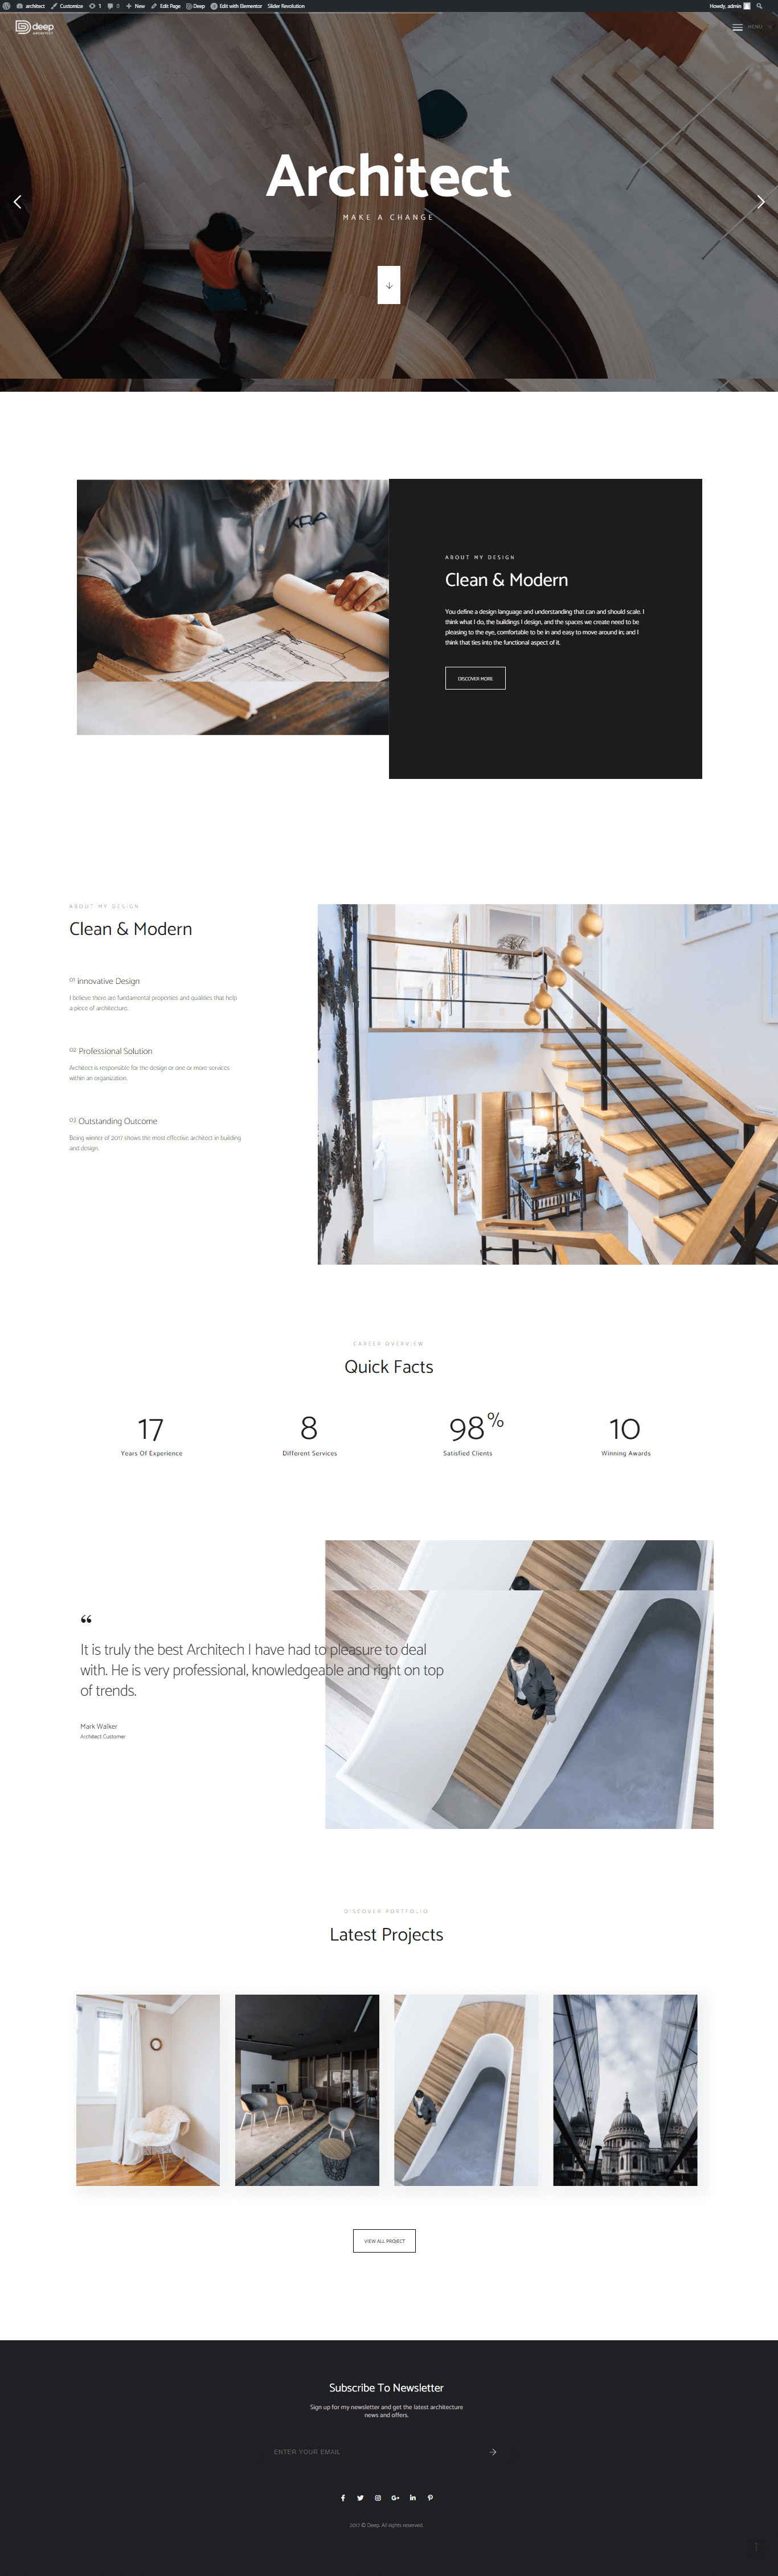 architect Customize 1 0 New Edit Page Deep Edit with Elementor Slider Revolution Howdy, admin
deep
ARCHITECT
MENU
Architect
MAKE A CHANGE
ABOUT MY DESIGN
Clean & Modern
You define a design language and understanding that can and should scale. I
think what I do, the buildings I design, and the spaces we create need to be
pleasing to the eye, comfortable to be in and easy to move around in; and I
think that ties into the functional aspect of it.
DISCOVER MORE
ABOUT MY DESIGN
Clean & Modern
01 Innovative Design
I believe there are fundamental properties and qualities that help
a piece of architecture.
02 Professional Solution
Architect is responsible for the design or one or more services
within an organization.
03 Outstanding Outcome
Being winner of 2017 shows the most effective architect in building
and design.
CAREER OVERVIEW
Quick Facts
17 8 98% 10
Years Of Experience Different Services Satisfied Clients Winning Awards
“
It is truly the best Architech I have had to pleasure to deal
with. He is very professional, knowledgeable and right on top
of trends.
Mark Walker
Architect Customer
DISCOVER PORTFOLIO
Latest Projects
VIEW ALL PROJECT
Subscribe To Newsletter
Sign up for my newsletter and get the latest architecture
news and offers.
ENTER YOUR EMAIL
2017 © Deep. All rights reserved.